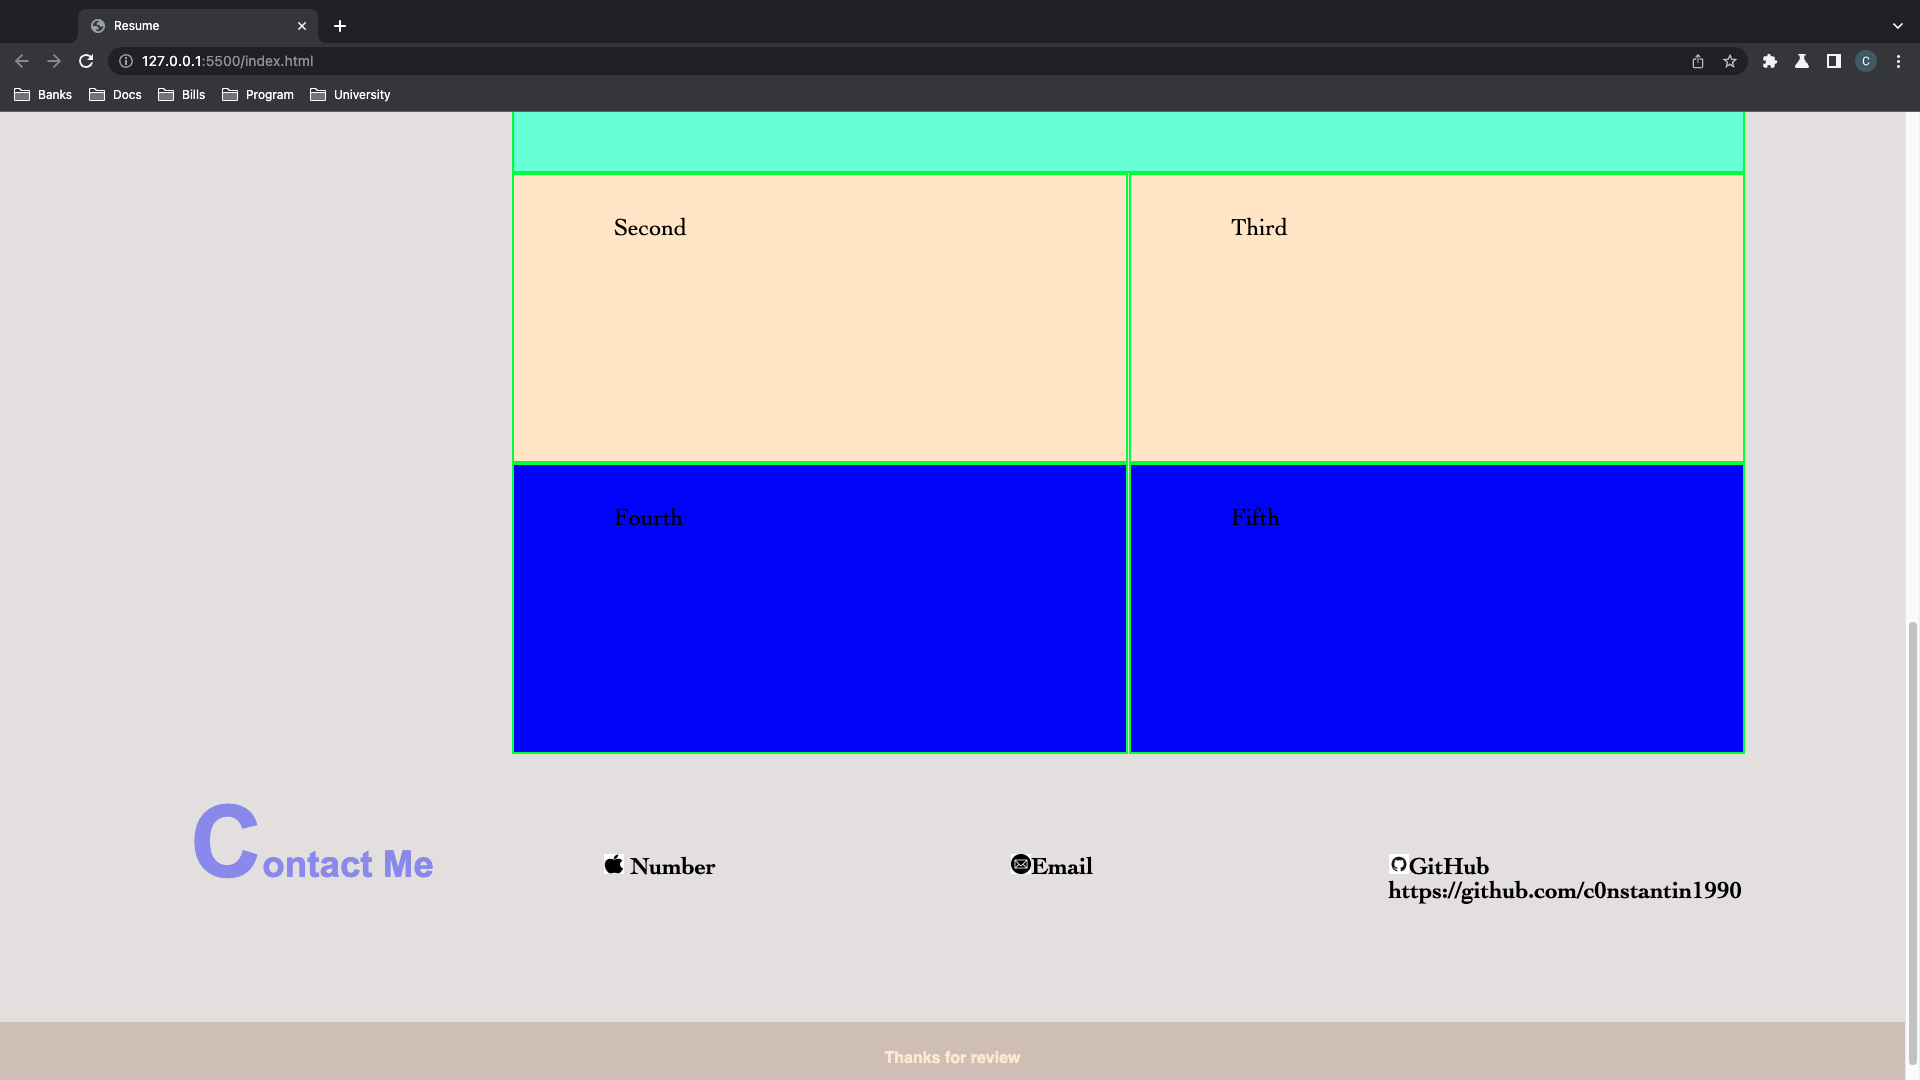 Resume
127.0.0.1:5500/index.html
C
Banks Docs Bills Program University
Second Third
Fourth Fifth
Contact Me
Number Email GitHub
https://github.com/c0nstantin1990
Thanks for review